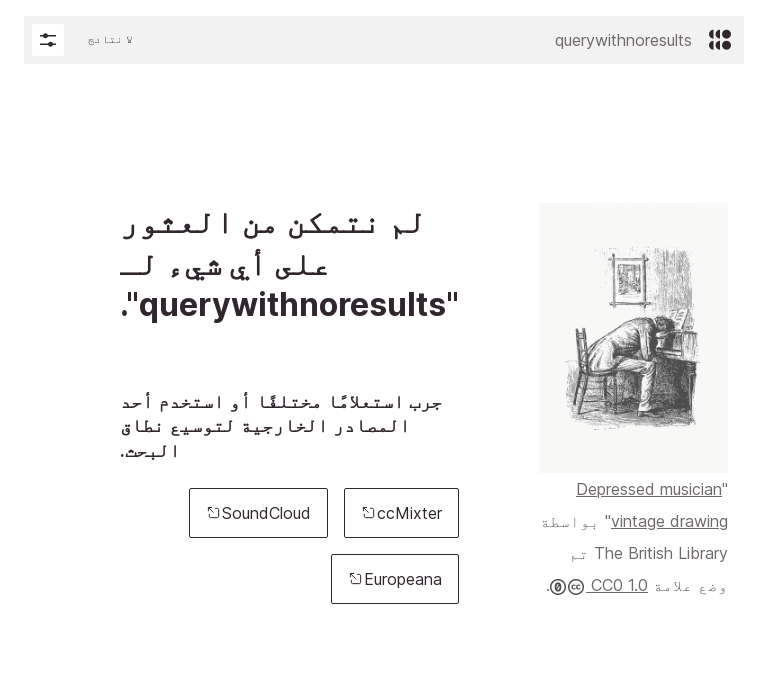 querywithnoresults
لا نتائج
لم نتمكن من العثور
على أي شيء لـ
"querywithnoresults".
جرب استعلامًا مختلفًا أو استخدم أحد
المصادر الخارجية لتوسيع نطاق
البحث.
ccMixter
SoundCloud
Europeana
"Depressed musician
vintage drawing" بواسطة
The British Library تم
وضع علامة CC0 1.0.